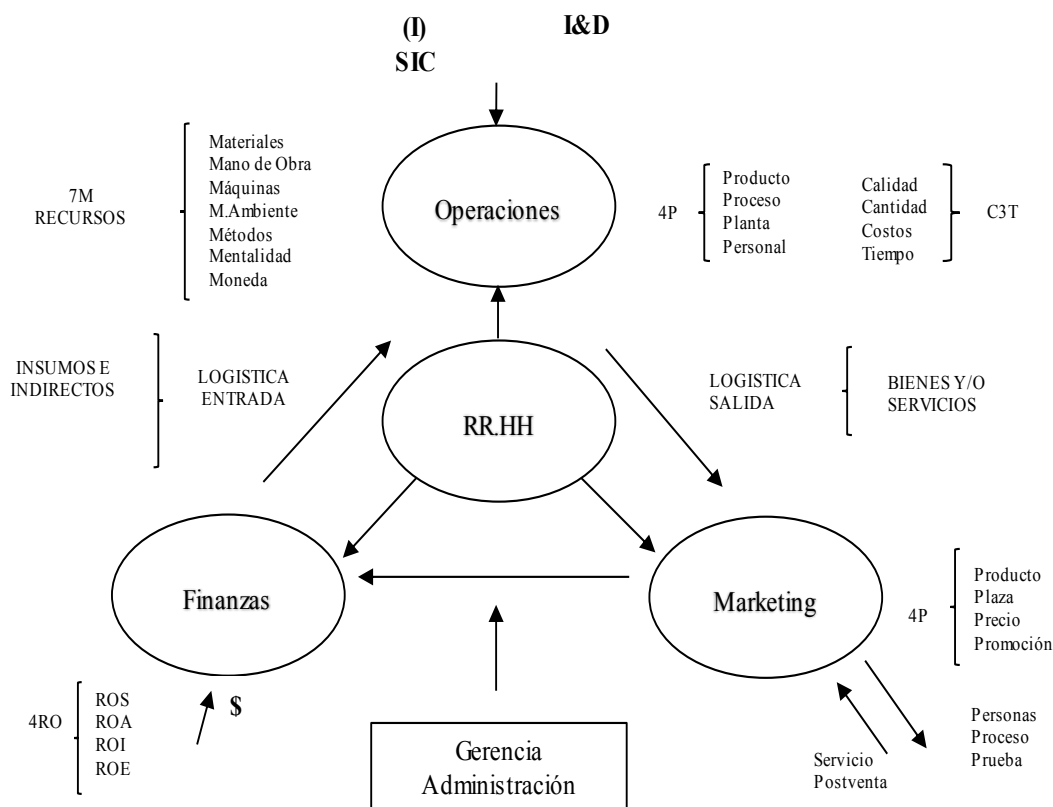 (I)
SIC
I&D
7M
RECURSOS
Materiales
Mano de Obra
Máquinas
M.Ambiente
Métodos
Mentalidad
Moneda
Operaciones
4P
Producto
Proceso
Planta
Personal
Calidad
Cantidad
Costos
Tiempo
C3T
INSUMOS E
INDIRECTOS
LOGISTICA
ENTRADA
RR.HH
LOGISTICA
SALIDA
BIENES Y/O
SERVICIOS
Finanzas
Marketing
4P
Producto
Plaza
Precio
Promoción
4RO
ROS
ROA
ROI
ROE
$
Gerencia
Administración
Servicio
Postventa
Personas
Proceso
Prueba